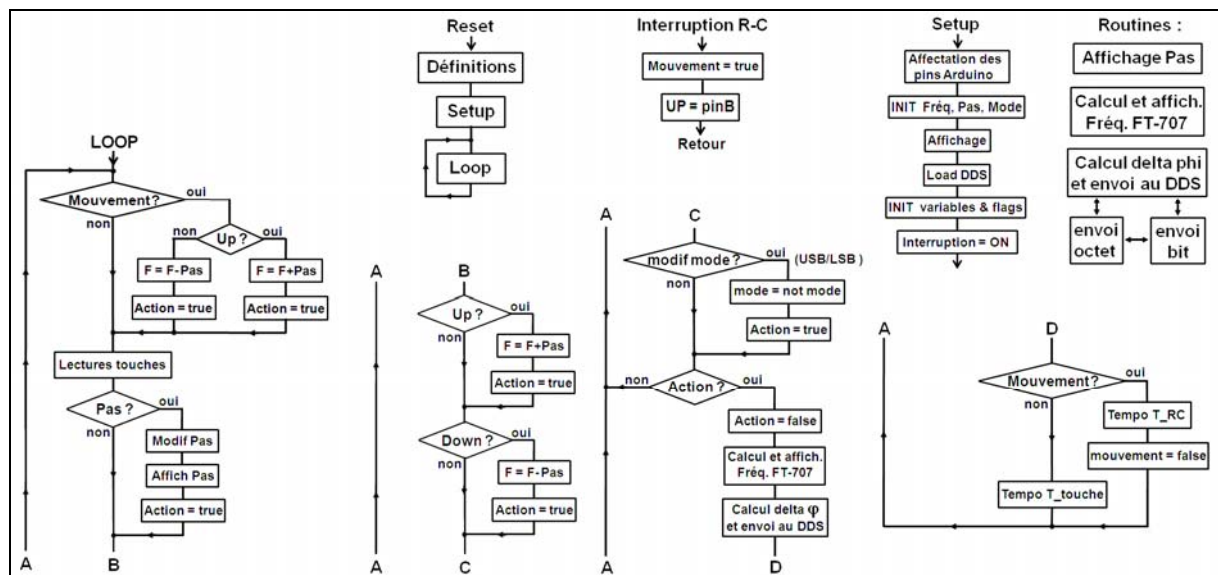 Reset
Définitions
Setup
Loop
Interruption R-C
Mouvement = true
UP = pinB
Retour
Setup
Affectation des
pins Arduino
INIT Fréq, Pas, Mode
Affichage
Load DDS
INIT variables & flags
Interruption = ON
Routines :
Affichage Pas
Calcul et affich.
Fréq. FT-707
Calcul delta phi
et envoi au DDS
envoi
octet
envoi
bit
LOOP
Mouvement ?
oui
non
Up ?
non
oui
F = F-Pas
F = F+Pas
Action = true
Action = true
Lectures touches
Pas ?
oui
non
Modif Pas
Affich Pas
Action = true
A
B
A
B
Up ?
oui
non
F = F+Pas
Action = true
Down ?
oui
non
F = F-Pas
Action = true
A
C
A
C
modif mode ?
oui
(USB/LSB )
non
mode = not mode
Action = true
Action ?
non
oui
Action = false
Calcul et affich.
Fréq. FT-707
Calcul delta φ
et envoi au DDS
A
D
A
D
Mouvement ?
oui
non
Tempo T_RC
mouvement = false
Tempo T_touche